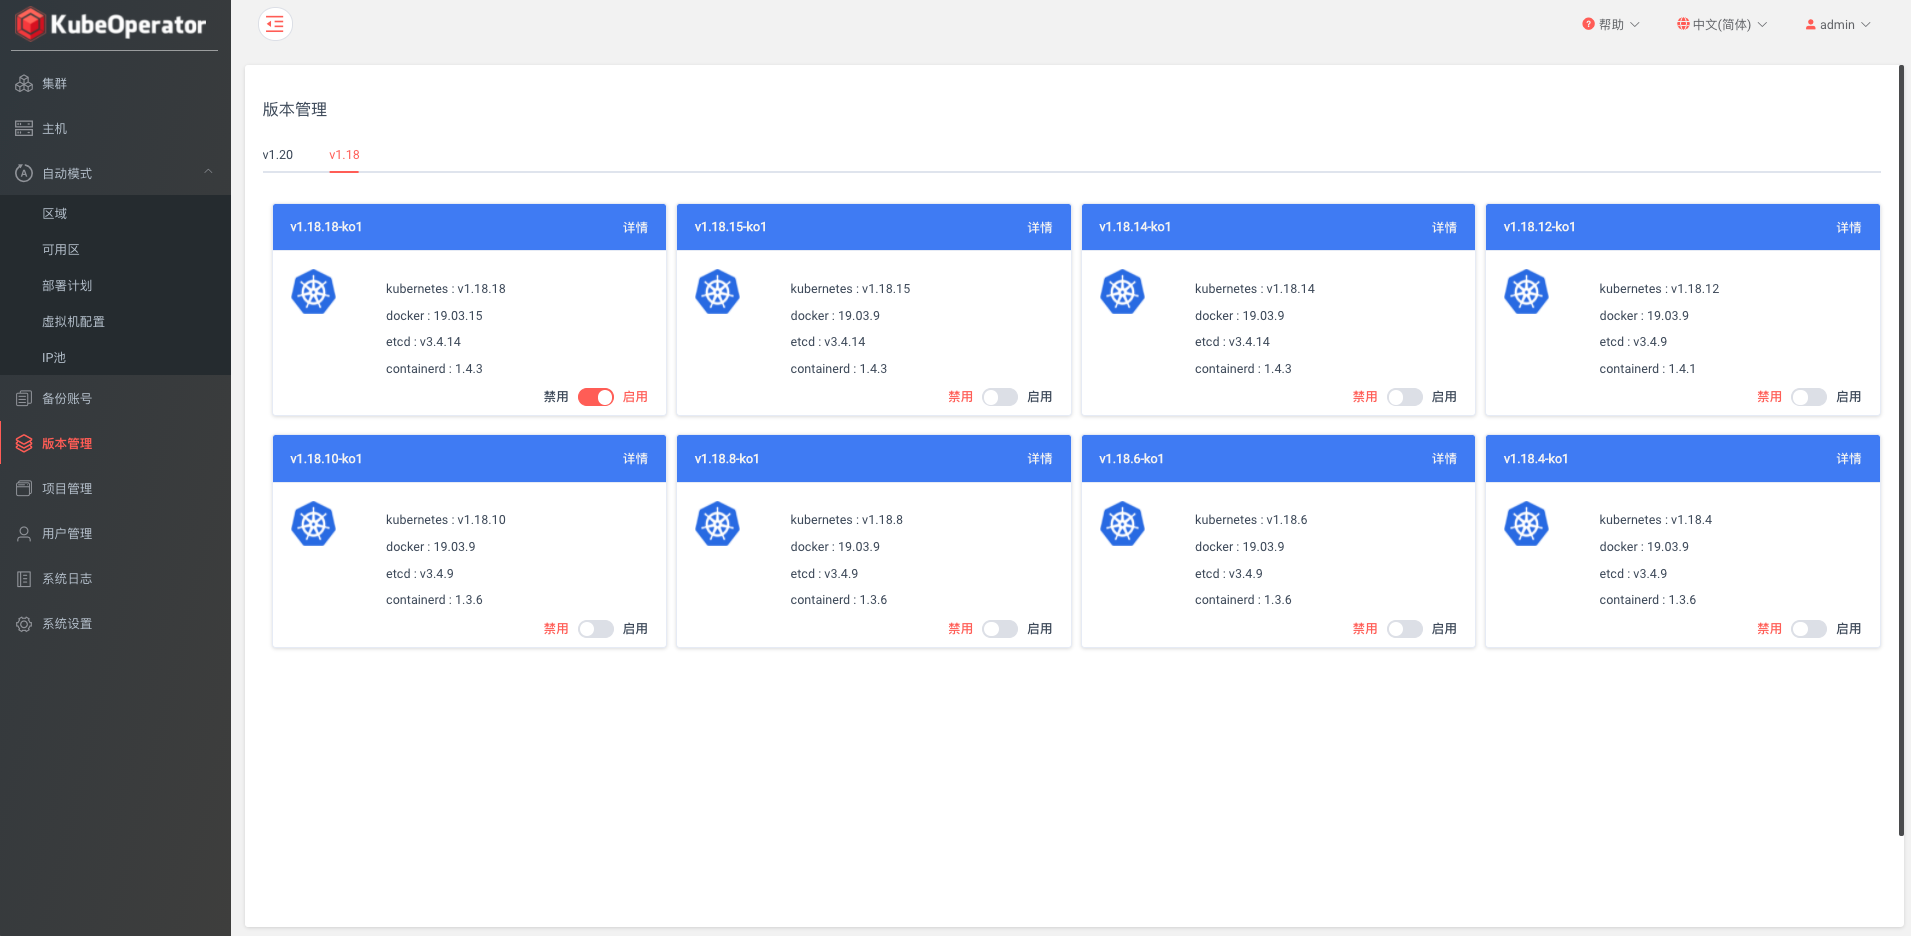 KubeOperator
帮助
中文(简体)
admin
集群
主机
自动模式
区域
可用区
部署计划
虚拟机配置
IP池
备份账号
版本管理
项目管理
用户管理
系统日志
系统设置
版本管理
v1.20 v1.18
v1.18.18-ko1 详情
kubernetes : v1.18.18
docker : 19.03.15
etcd : v3.4.14
containerd : 1.4.3
禁用 启用
v1.18.15-ko1 详情
kubernetes : v1.18.15
docker : 19.03.9
etcd : v3.4.14
containerd : 1.4.3
禁用 启用
v1.18.14-ko1 详情
kubernetes : v1.18.14
docker : 19.03.9
etcd : v3.4.14
containerd : 1.4.3
禁用 启用
v1.18.12-ko1 详情
kubernetes : v1.18.12
docker : 19.03.9
etcd : v3.4.9
containerd : 1.4.1
禁用 启用
v1.18.10-ko1 详情
kubernetes : v1.18.10
docker : 19.03.9
etcd : v3.4.9
containerd : 1.3.6
禁用 启用
v1.18.8-ko1 详情
kubernetes : v1.18.8
docker : 19.03.9
etcd : v3.4.9
containerd : 1.3.6
禁用 启用
v1.18.6-ko1 详情
kubernetes : v1.18.6
docker : 19.03.9
etcd : v3.4.9
containerd : 1.3.6
禁用 启用
v1.18.4-ko1 详情
kubernetes : v1.18.4
docker : 19.03.9
etcd : v3.4.9
containerd : 1.3.6
禁用 启用